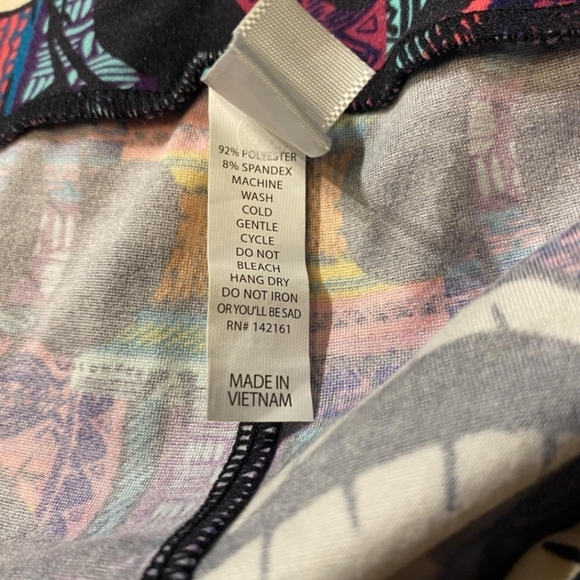 92% POLYESTER
8% SPANDEX
MACHINE
WASH
COLD
GENTLE
CYCLE
DO NOT
BLEACH
HANG DRY
DO NOT IRON
OR YOU'LL BE SAD
RN# 142161
MADE IN
VIETNAM